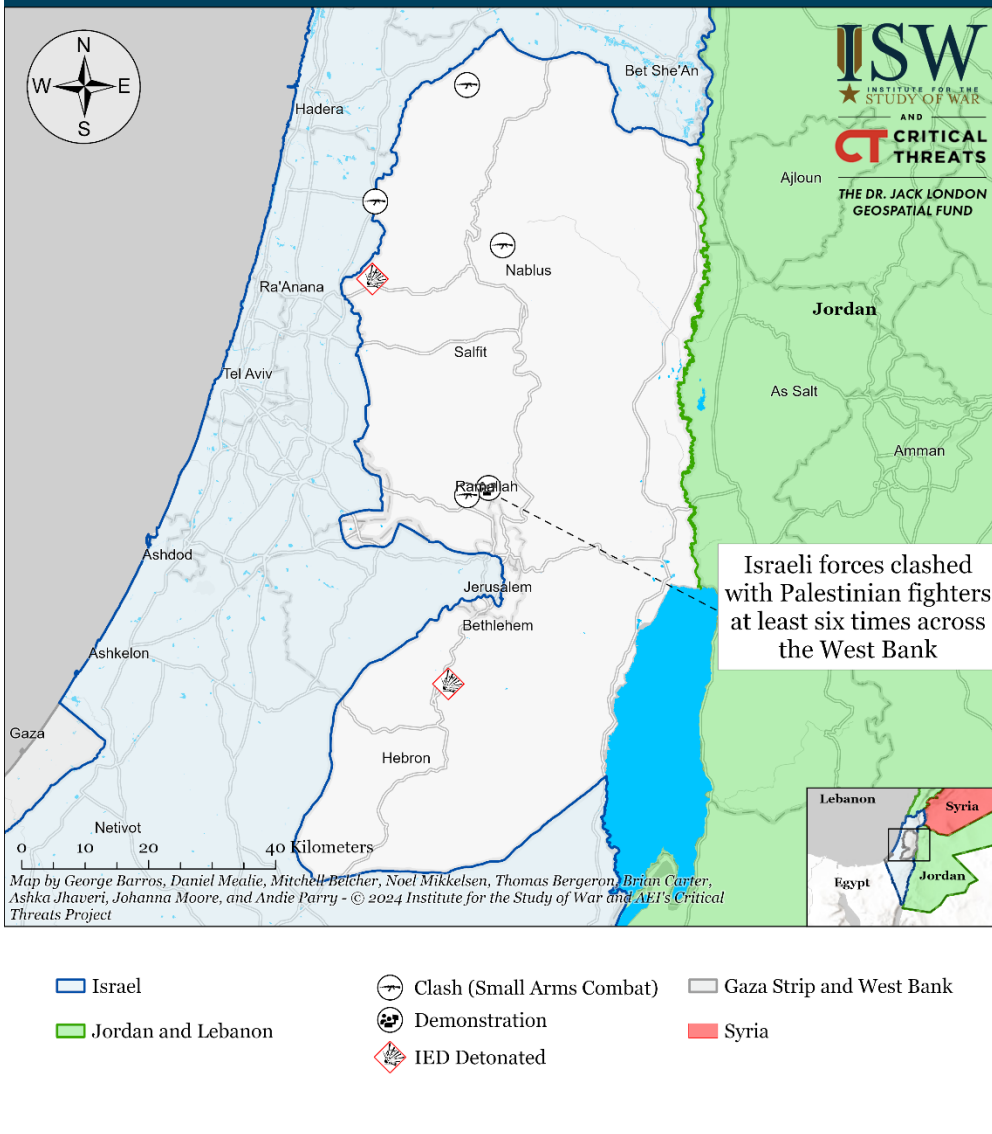 N
W
E
S
Hadera
Bet She'An
ISW
INSTITUTE FOR THE
STUDY OF WAR
AND
CT CRITICAL
THREATS
THE DR. JACK LONDON
GEOSPATIAL FUND
Ajloun
Nablus
Ra'Anana
Jordan
Salfit
Tel Aviv
As Salt
Amman
Ramallah
Ashdod
Israeli forces clashed
with Palestinian fighters
at least six times across
the West Bank
Jerusalem
Bethlehem
Ashkelon
Gaza
Hebron
Netivot
0 10 20 40 Kilometers
Map by George Barros, Daniel Mealie, Mitchell Belcher, Noel Mikkelsen, Thomas Bergeron, Brian Carter,
Ashka Jhaveri, Johanna Moore, and Andie Parry - © 2024 Institute for the Study of War and AEI's Critical
Threats Project
Lebanon
Syria
Egypt
Jordan
Israel
Clash (Small Arms Combat)
Gaza Strip and West Bank
Demonstration
Jordan and Lebanon
Syria
IED Detonated